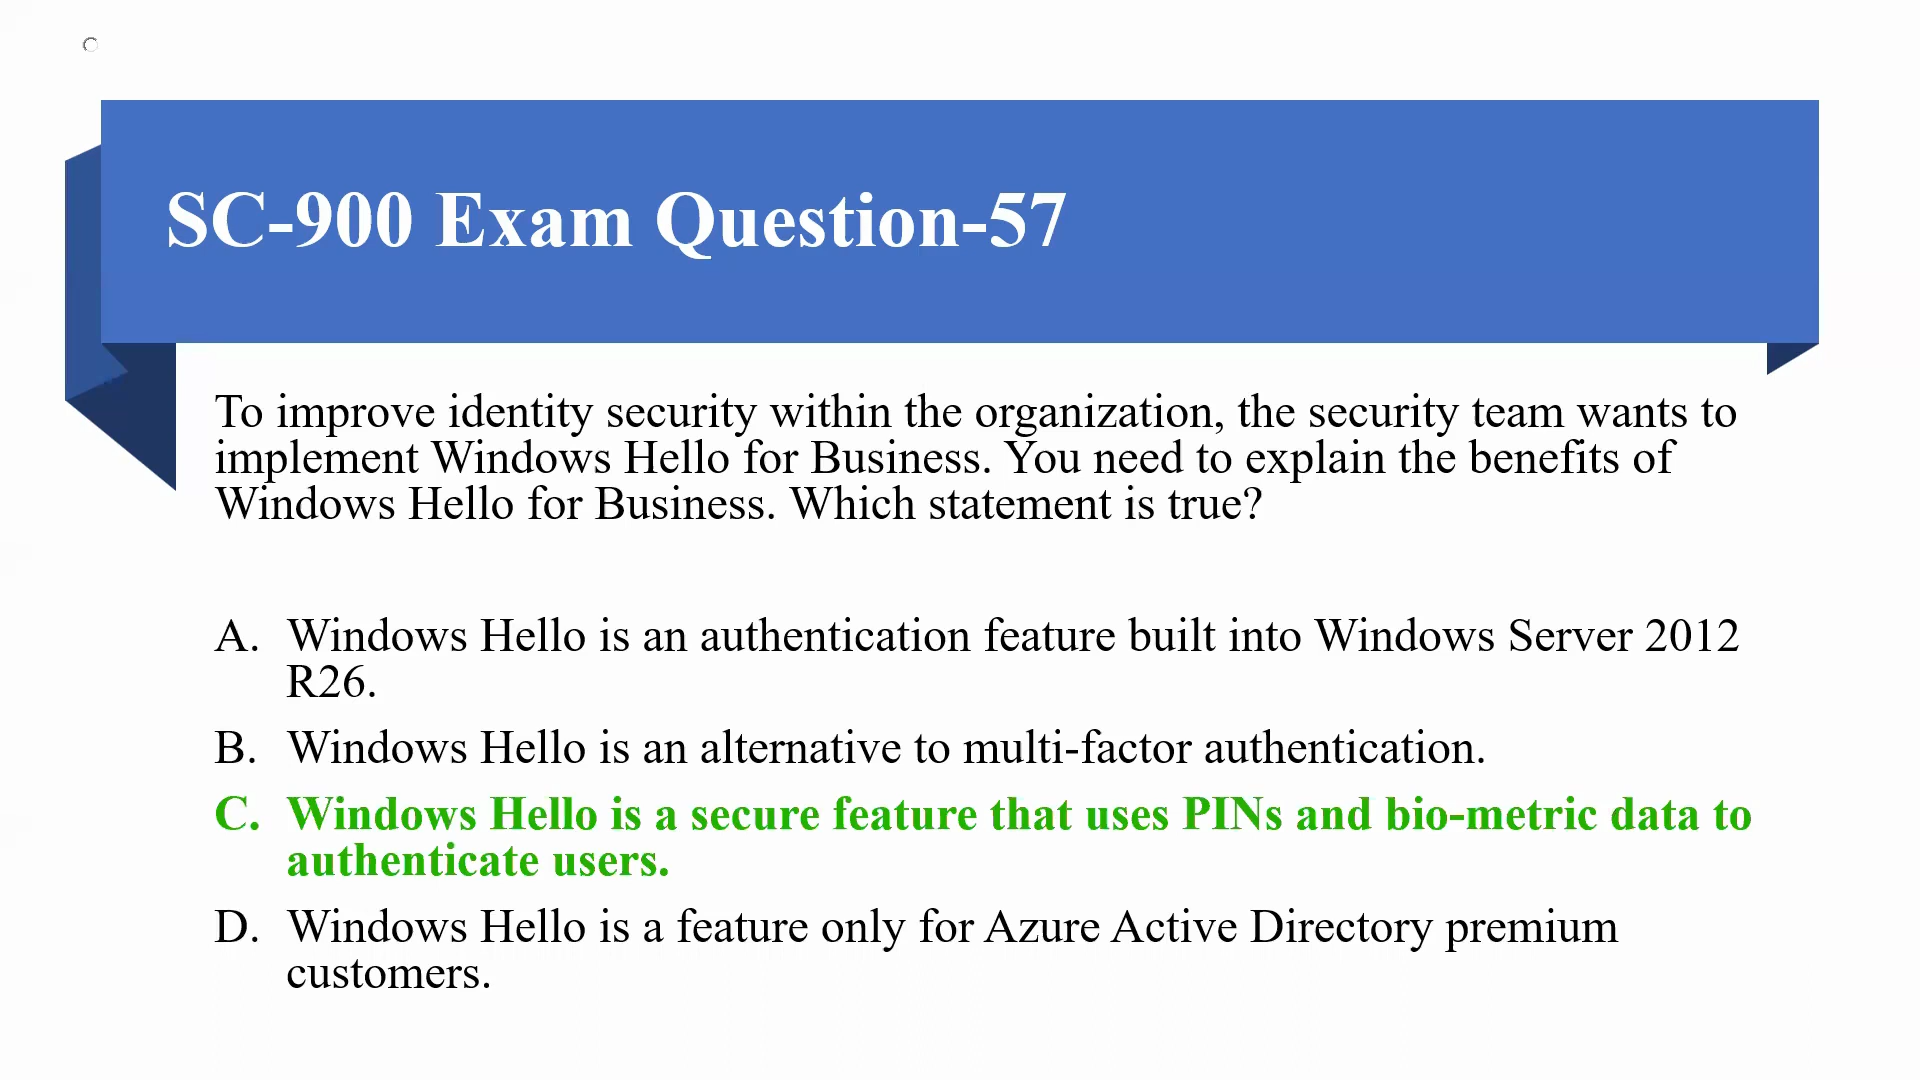 SC-900 Exam Question-57
To improve identity security within the organization, the security team wants to
implement Windows Hello for Business. You need to explain the benefits of
Windows Hello for Business. Which statement is true?
A. Windows Hello is an authentication feature built into Windows Server 2012
R26.
B. Windows Hello is an alternative to multi-factor authentication.
C. Windows Hello is a secure feature that uses PINs and bio-metric data to
authenticate users.
D. Windows Hello is a feature only for Azure Active Directory premium
customers.